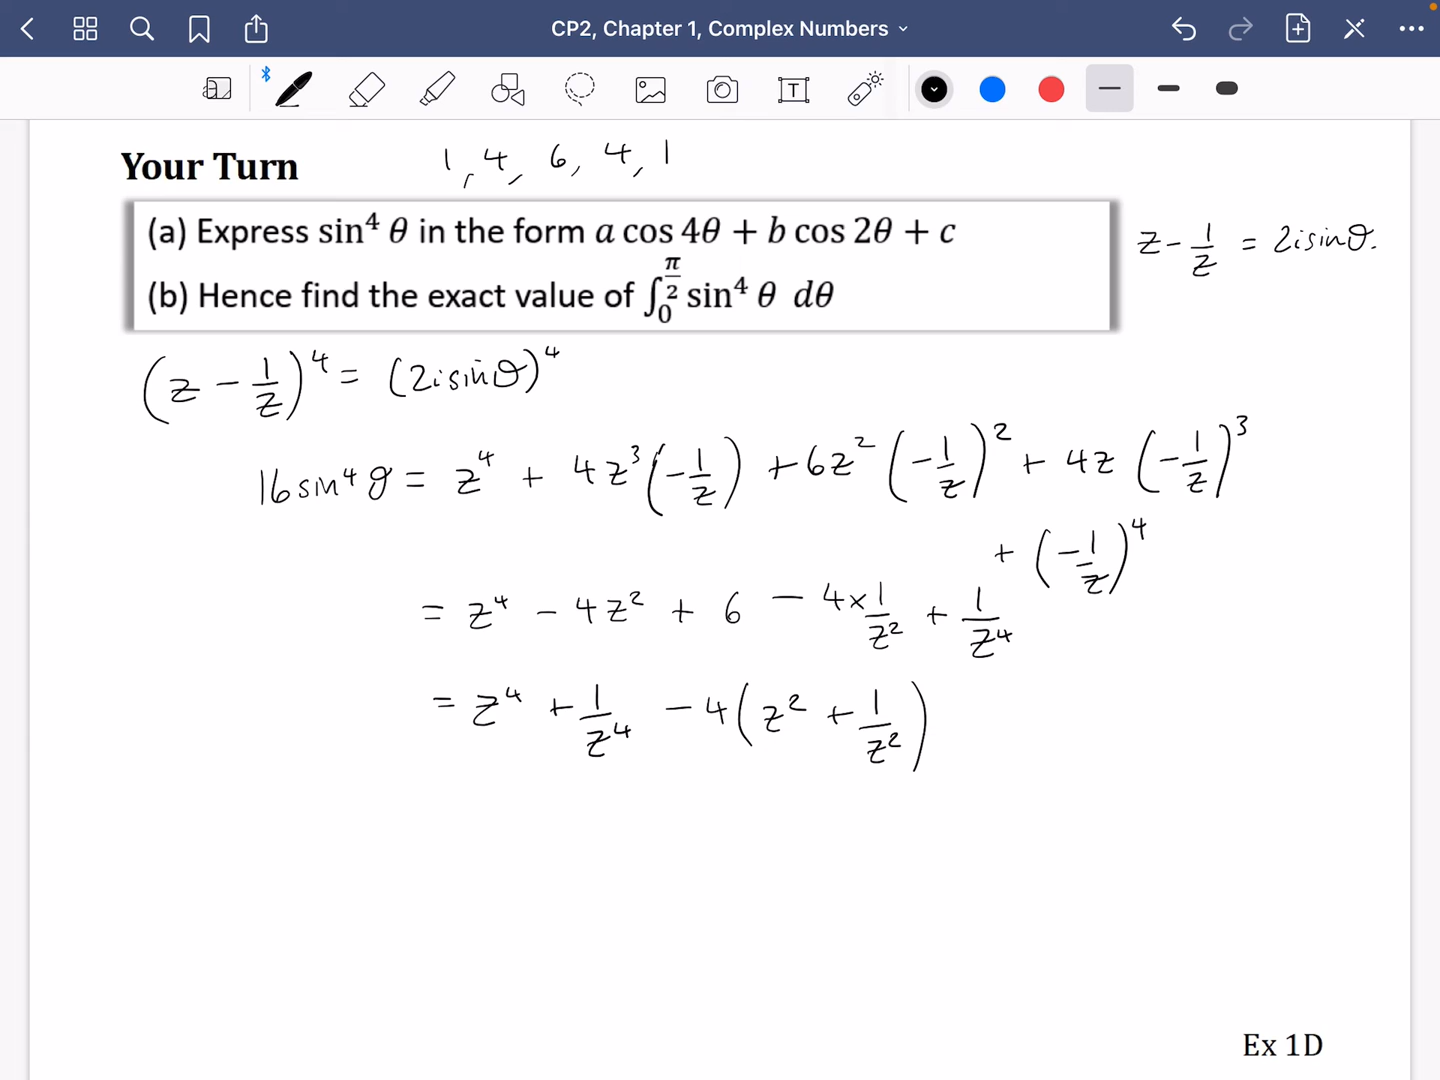 CP2, Chapter 1, Complex Numbers
Your Turn 1, 4, 6, 4, 1
(a) Express sin⁴ θ in the form a cos 4θ + b cos 2θ + c
(b) Hence find the exact value of ∫₀^(π/2) sin⁴ θ dθ
z - 1/z = 2i sinθ.
(z - 1/z)⁴ = (2i sinθ)⁴
16 sin⁴ θ = z⁴ + 4z³(-1/z) + 6z²(-1/z)² + 4z(-1/z)³
+ (-1/z)⁴
= z⁴ - 4z² + 6 - 4×1/z² + 1/z⁴
= z⁴ + 1/z⁴ - 4(z² + 1/z²)
Ex 1D